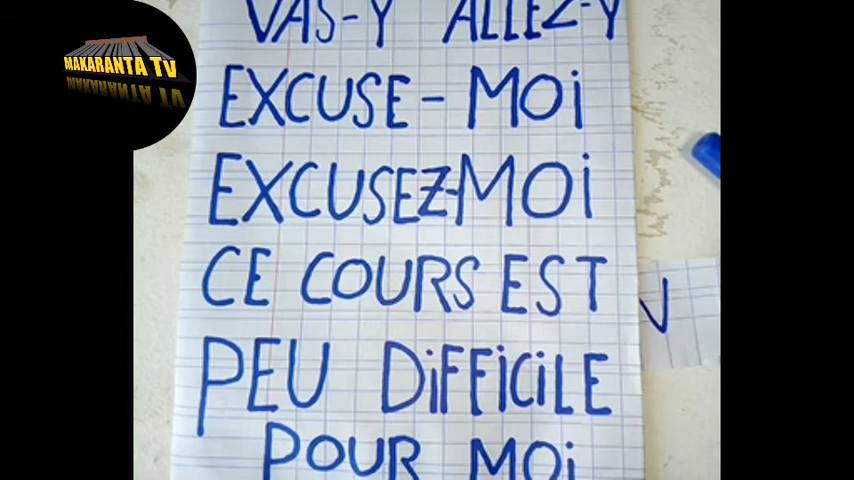 MAKARANTA TV
VAS-Y ALLEZ-Y
EXCUSE-MOi
EXCUSEZ-MOi
CE COURS EST
PEU DiFFiCiLE
POUR MOi